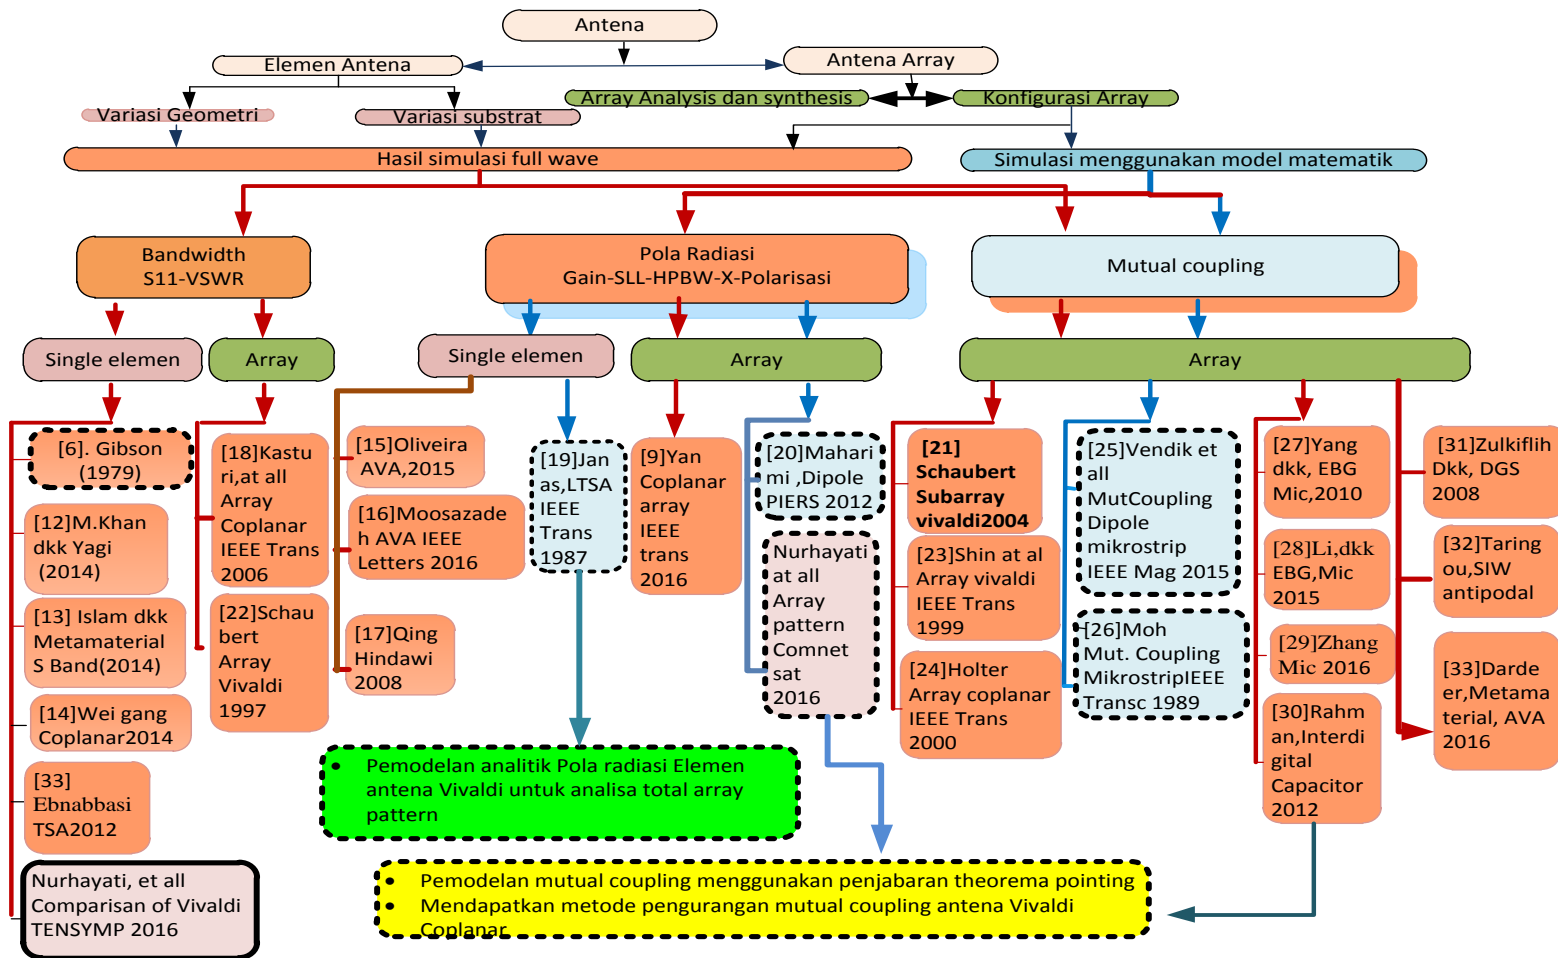 Antena
Elemen Antena
Antena Array
Variasi Geometri
Variasi substrat
Array Analysis dan synthesis
Konfigurasi Array
Hasil simulasi full wave
Simulasi menggunakan model matematik
Bandwidth
S11-VSWR
Pola Radiasi
Gain-SLL-HPBW-X-Polarisasi
Mutual coupling
Single elemen
Array
Single elemen
Array
Array
[6]. Gibson
(1979)
[12]M.Khan
dkk Yagi
(2014)
[13] Islam dkk
Metamaterial
S Band(2014)
[14]Wei gang
Coplanar2014
[33]
Ebnabbasi
TSA2012
Nurhayati, et all
Comparisan of Vivaldi
TENSYMP 2016
[18]Kastu
ri,at all
Array
Coplanar
IEEE Trans
2006
[22]Schau
bert
Array
Vivaldi
1997
[15]Oliveira
AVA,2015
[16]Moosazade
h AVA IEEE
Letters 2016
[17]Qing
Hindawi
2008
[19]Jan
as,LTSA
IEEE
Trans
1987
[9]Yan
Coplanar
array
IEEE
trans
2016
[20]Mahari
mi ,Dipole
PIERS 2012
Nurhayati
at all
Array
pattern
Comnet
sat
2016
[21]
Schaubert
Subarray
vivaldi2004
[23]Shin at al
Array vivaldi
IEEE Trans
1999
[24]Holter
Array coplanar
IEEE Trans
2000
[25]Vendik et
all
MutCoupling
Dipole
mikrostrip
IEEE Mag 2015
[26]Moh
Mut. Coupling
MikrostripIEEE
Transc 1989
[27]Yang
dkk, EBG
Mic,2010
[28]Li,dkk
EBG,Mic
2015
[29]Zhang
Mic 2016
[30]Rah
man,Interdi
gital
Capacitor
2012
[31]Zulkiflih
Dkk, DGS
2008
[32]Taring
ou,SIW
antipodal
[33]Darde
er,Metama
terial, AVA
2016
• Pemodelan analitik Pola radiasi Elemen
antena Vivaldi untuk analisa total array
pattern
• Pemodelan mutual coupling menggunakan penjabaran theorema pointing
• Mendapatkan metode pengurangan mutual coupling antena Vivaldi
Coplanar